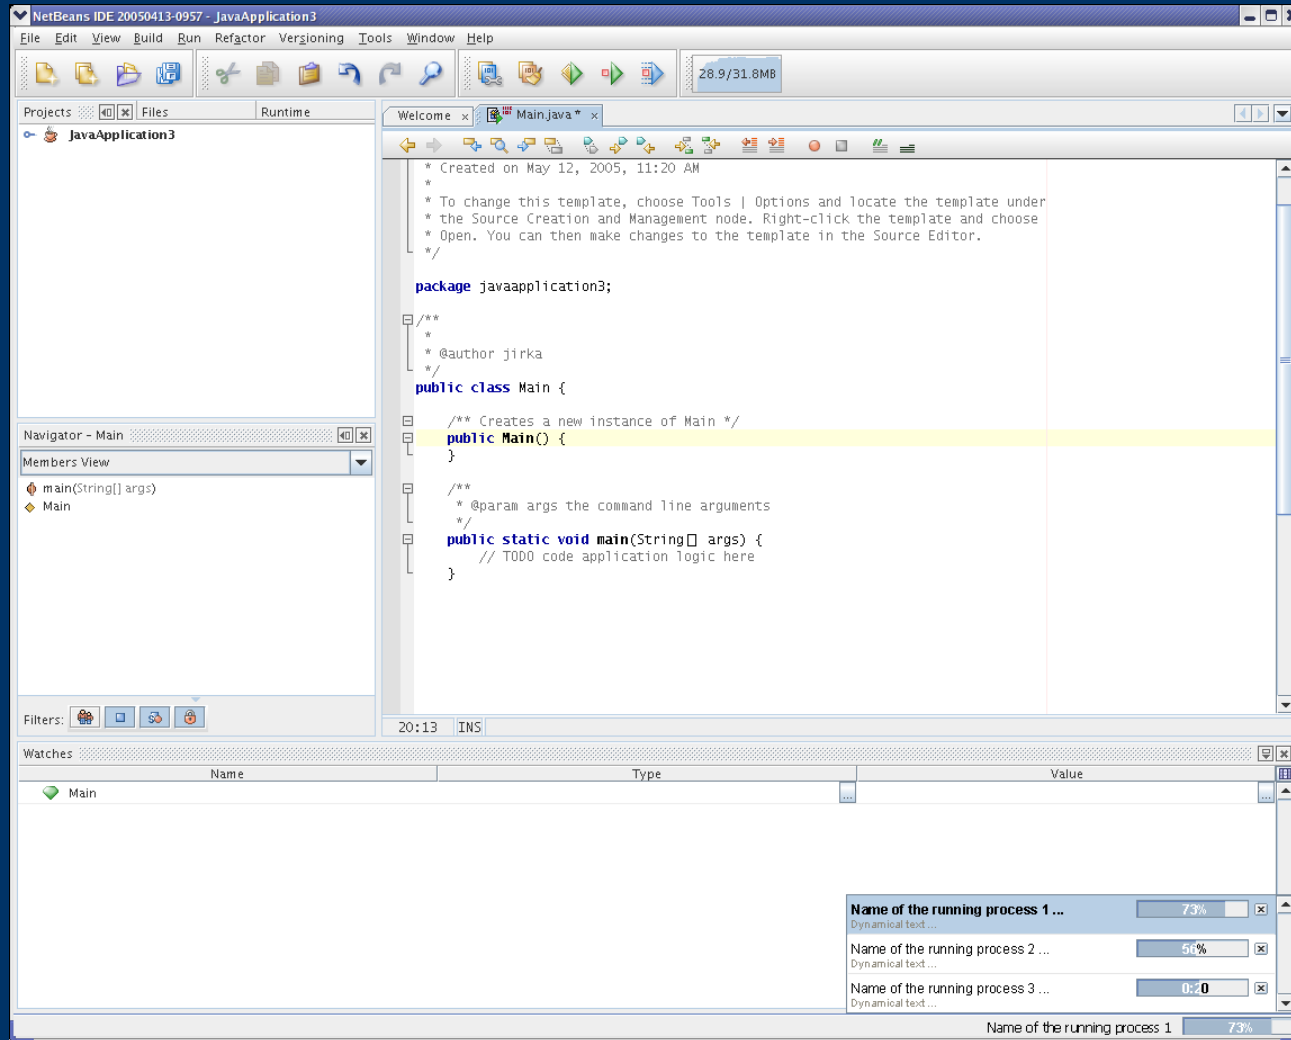 NetBeans IDE 20050413-0957 - JavaApplication3
File Edit View Build Run Refactor Versioning Tools Window Help
28.9/31.8MB
Projects Files Runtime
JavaApplication3
Navigator - Main
Members View
main(String[] args)
Main
Filters:
Welcome Main.java *
* Created on May 12, 2005, 11:20 AM
*
* To change this template, choose Tools | Options and locate the template under
* the Source Creation and Management node. Right-click the template and choose
* Open. You can then make changes to the template in the Source Editor.
*/
package javaapplication3;
/**
*
* @author jirka
*/
public class Main {
/** Creates a new instance of Main */
public Main() {
}
/**
* @param args the command line arguments
*/
public static void main(String[] args) {
// TODO code application logic here
}
20:13 INS
Watches
Name Type Value
Main ... ...
Name of the running process 1 ... 73%
Dynamical text ...
Name of the running process 2 ... 56%
Dynamical text ...
Name of the running process 3 ... 0:20
Dynamical text ...
Name of the running process 1 73%